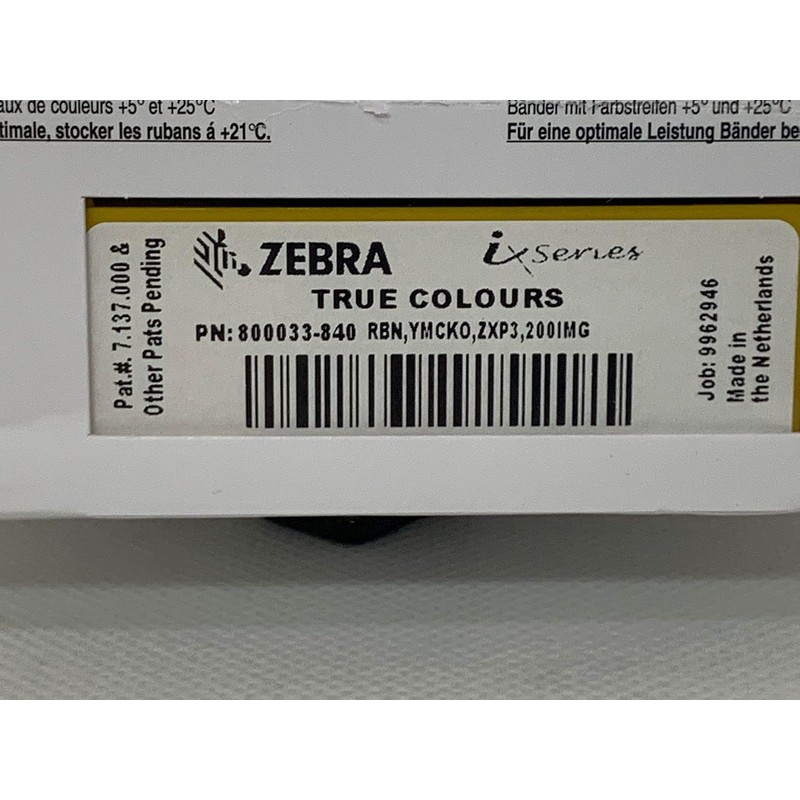 aux de couleurs +5° et +25°C
timale, stocker les rubans á +21°C.
Bänder mit Farbstreifen +5° und +25°C
Für eine optimale Leistung Bänder be
Pat.#. 7.137.000 &
Other Pats Pending
ZEBRA
ix series
TRUE COLOURS
PN: 800033-840 RBN,YMCKO,ZXP3,200IMG
Job: 9962946
Made in
the Netherlands